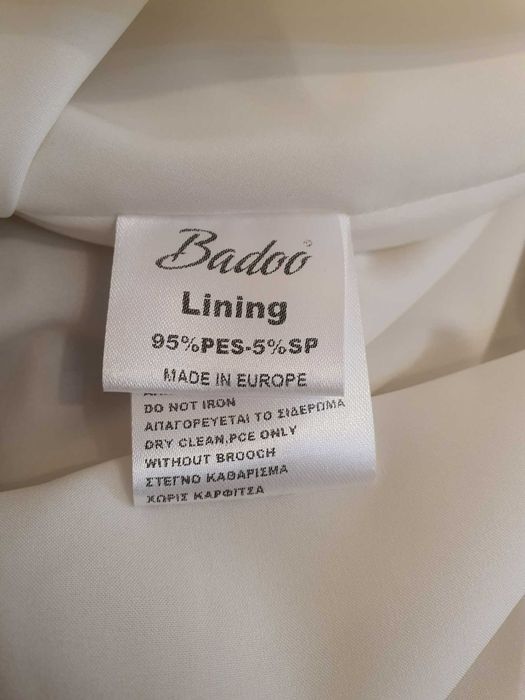 Badoo
Lining
95%PES-5%SP
MADE IN EUROPE
DO NOT IRON
ΑΠΑΓΟΡΕΥΕΤΑΙ ΤΟ ΣΙΔΕΡΩΜΑ
DRY CLEAN,PCE ONLY
WITHOUT BROOCH
ΣΤΕΓΝΟ ΚΑΘΑΡΙΣΜΑ
ΧΩΡΙΣ ΚΑΡΦΙΤΣΑ